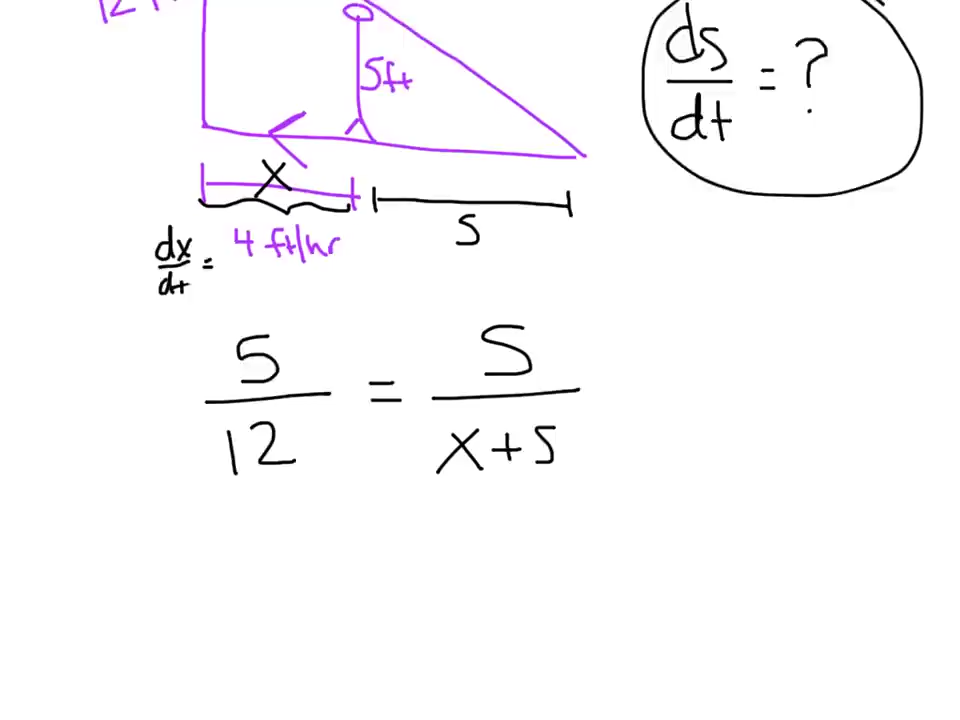 ds/dt = ?
5ft
x
s
dx/dt = 4 ft/hr
5/12 = s/(x+s)